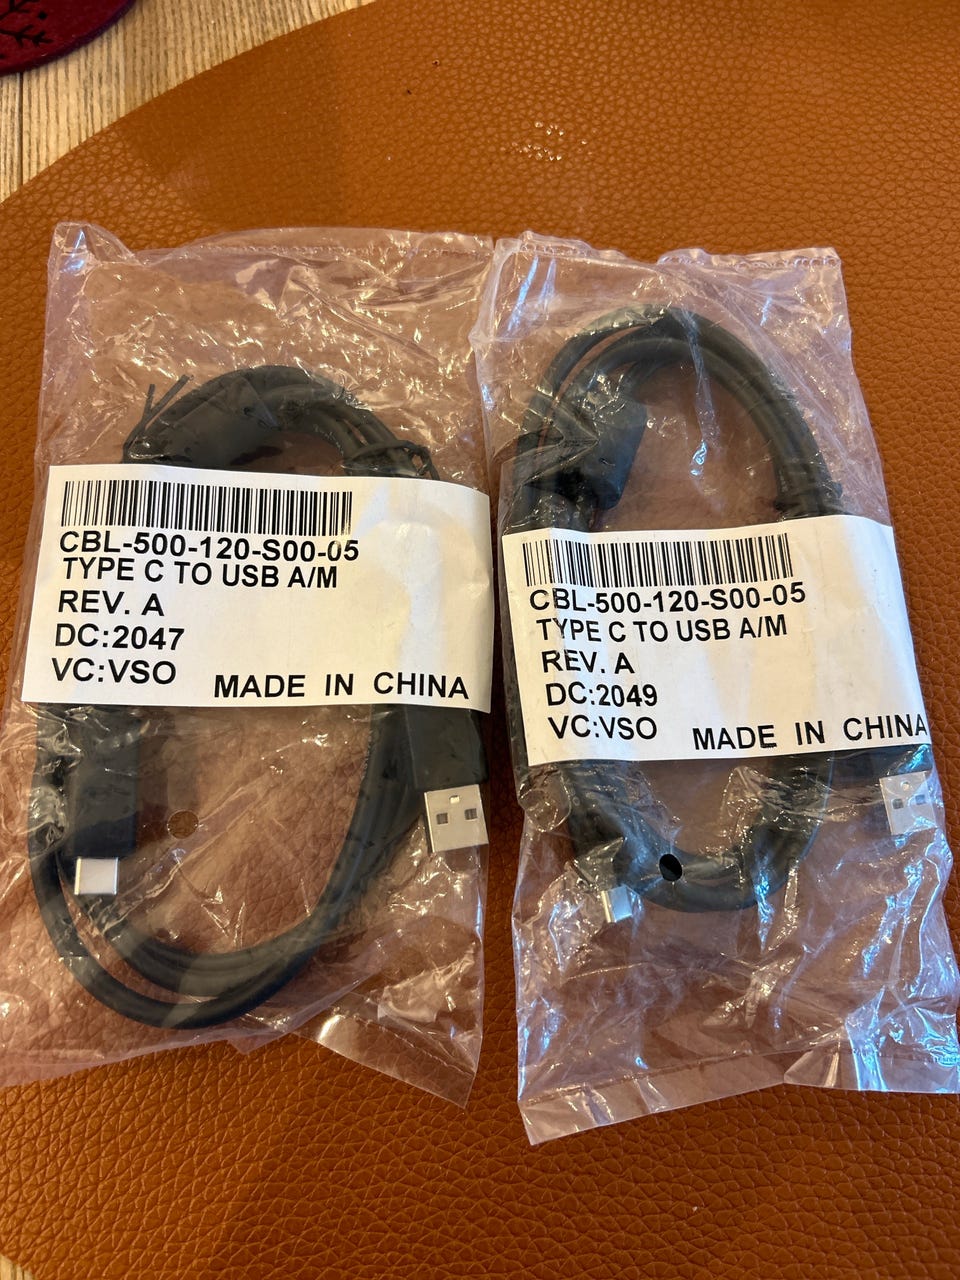 CBL-500-120-S00-05
TYPE C TO USB A/M
REV. A
DC:2047
VC:VSO
MADE IN CHINA
CBL-500-120-S00-05
TYPE C TO USB A/M
REV. A
DC:2049
VC:VSO
MADE IN CHINA